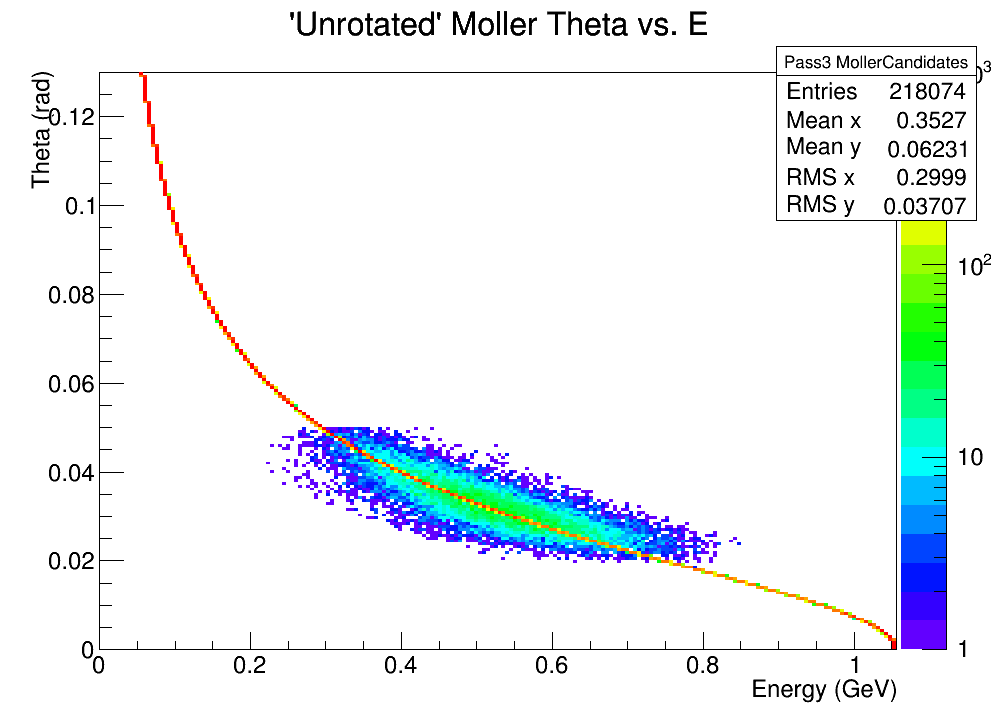 'Unrotated' Moller Theta vs. E
Pass3 MollerCandidates
Entries 218074
Mean x 0.3527
Mean y 0.06231
RMS x 0.2999
RMS y 0.03707
Theta (rad)
0.12
0.1
0.08
0.06
0.04
0.02
0
0 0.2 0.4 0.6 0.8 1
Energy (GeV)
10²
10
1